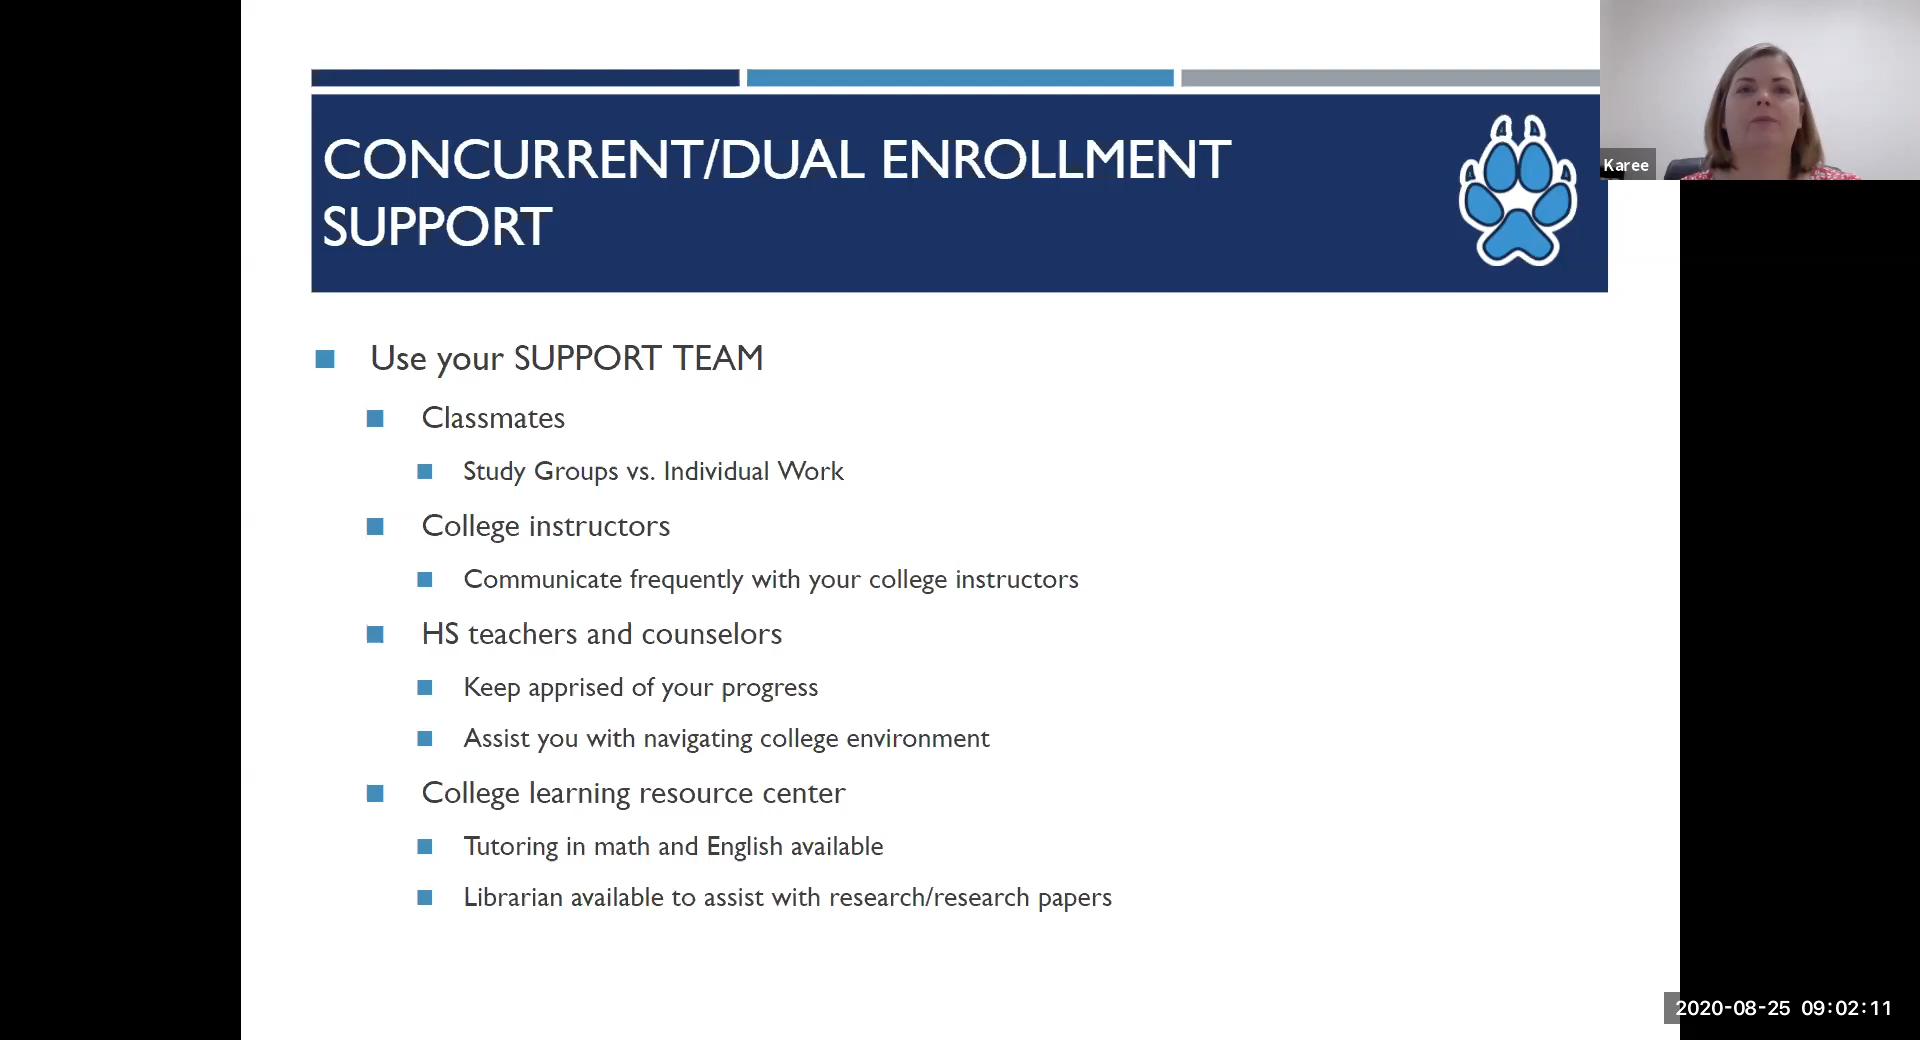 CONCURRENT/DUAL ENROLLMENT
SUPPORT
Karee
Use your SUPPORT TEAM
Classmates
Study Groups vs. Individual Work
College instructors
Communicate frequently with your college instructors
HS teachers and counselors
Keep apprised of your progress
Assist you with navigating college environment
College learning resource center
Tutoring in math and English available
Librarian available to assist with research/research papers
2020-08-25 09:02:11